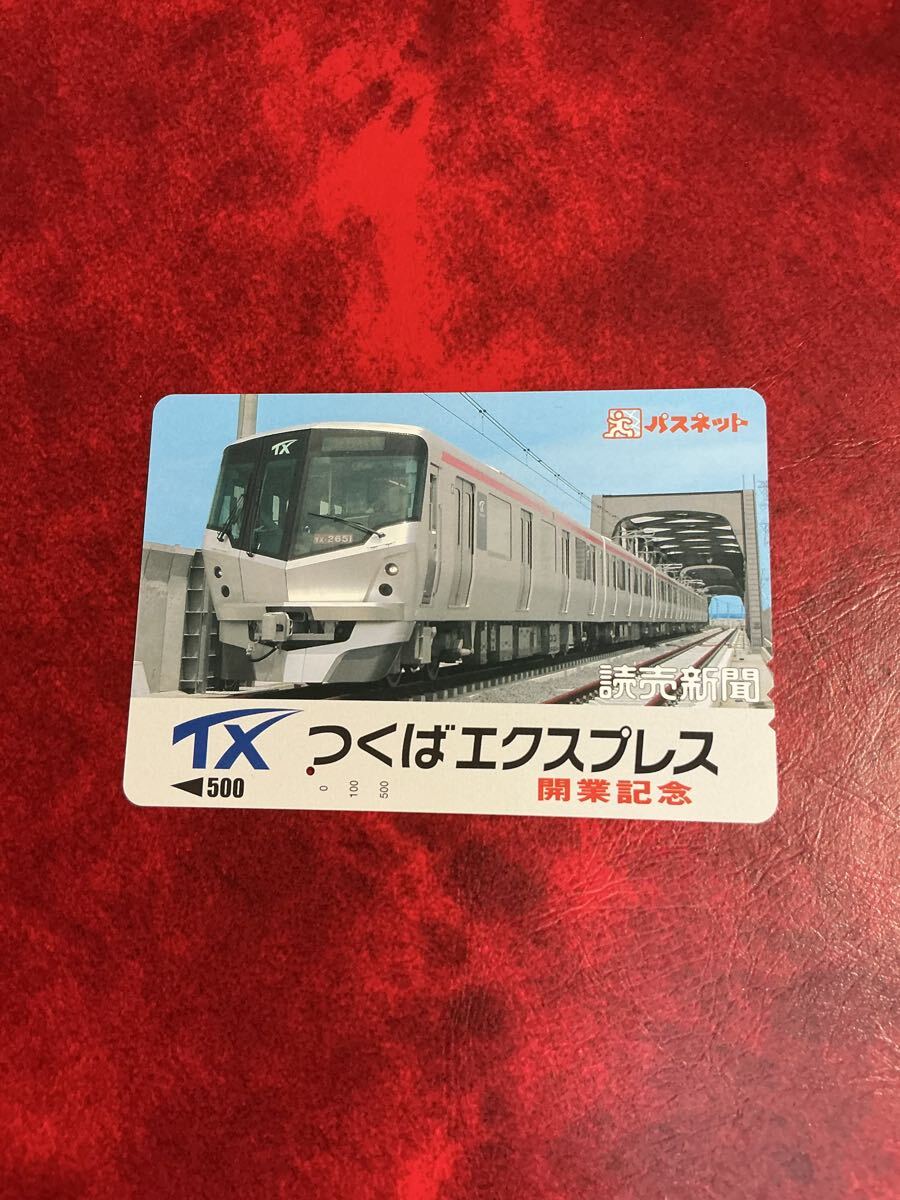 パスネット
TX
TX-2651
読売新聞
TX つくばエクスプレス
開業記念
500
0 100 500